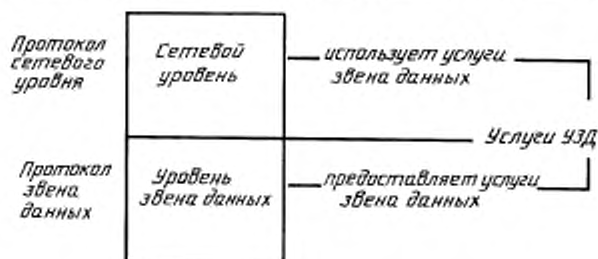 Протокол
сетевого
уровня
Сетевой
уровень
использует услуги
звена данных
Услуги УЗД
Протокол
звена
данных
Уровень
звена данных
предоставляет услуги
звена данных